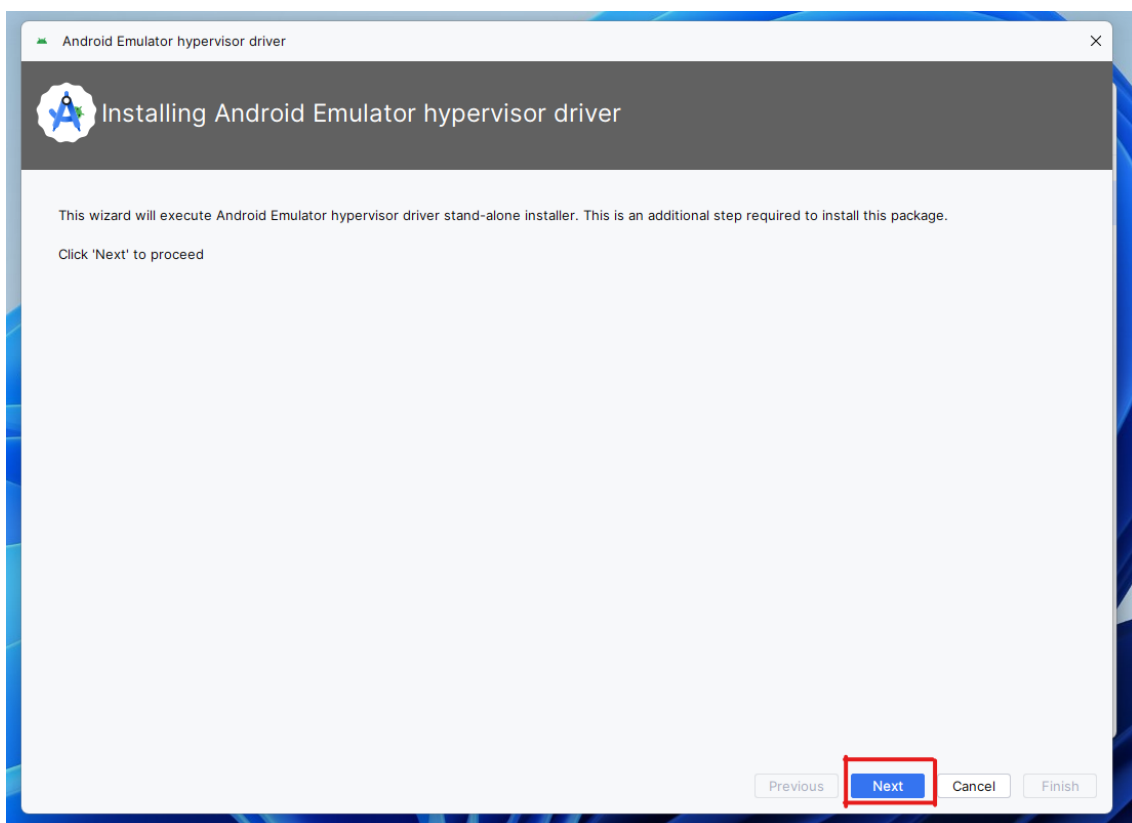 Android Emulator hypervisor driver
Installing Android Emulator hypervisor driver
This wizard will execute Android Emulator hypervisor driver stand-alone installer. This is an additional step required to install this package.
Click 'Next' to proceed
Previous Next Cancel Finish